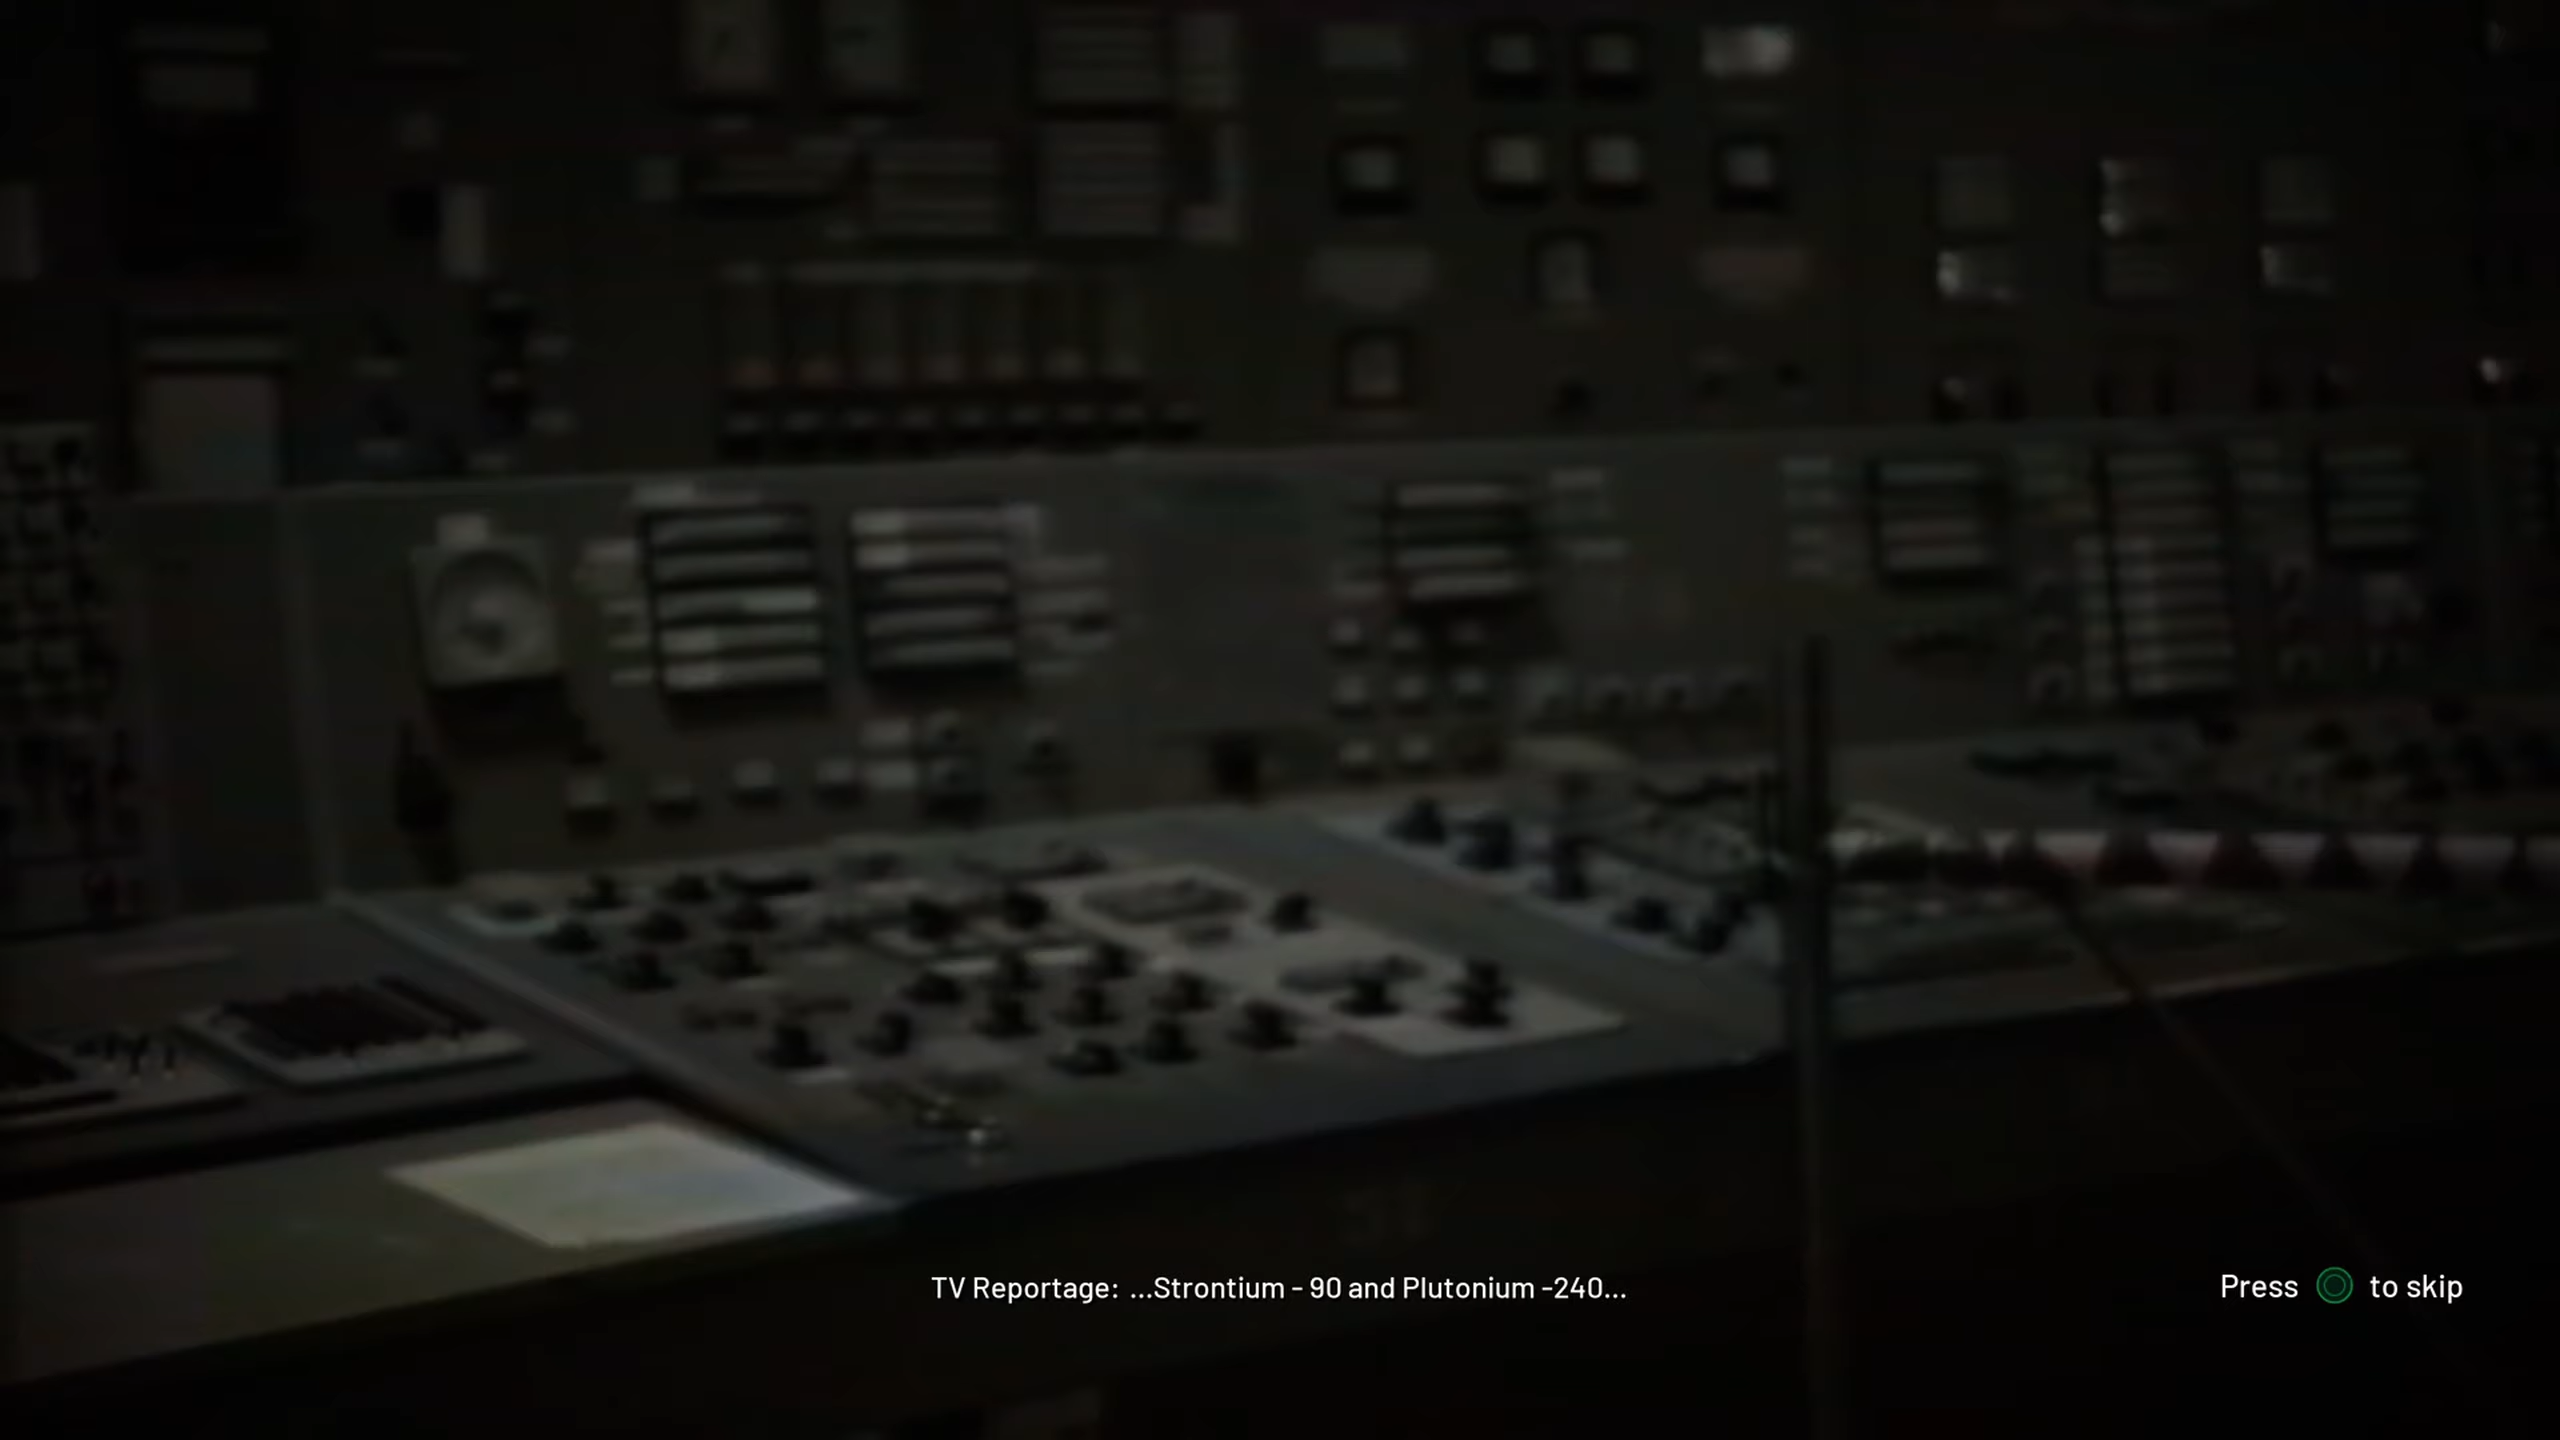 TV Reportage: ...Strontium - 90 and Plutonium -240...
Press to skip